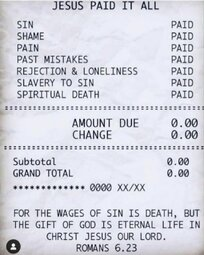 JESUS PAID IT ALL
SIN PAID
SHAME PAID
PAIN PAID
PAST MISTAKES PAID
REJECTION & LONELINESS PAID
SLAVERY TO SIN PAID
SPIRITUAL DEATH PAID
AMOUNT DUE 0.00
CHANGE 0.00
Subtotal 0.00
GRAND TOTAL 0.00
************* 0000 XX/XX
FOR THE WAGES OF SIN IS DEATH, BUT
THE GIFT OF GOD IS ETERNAL LIFE IN
CHRIST JESUS OUR LORD.
ROMANS 6.23